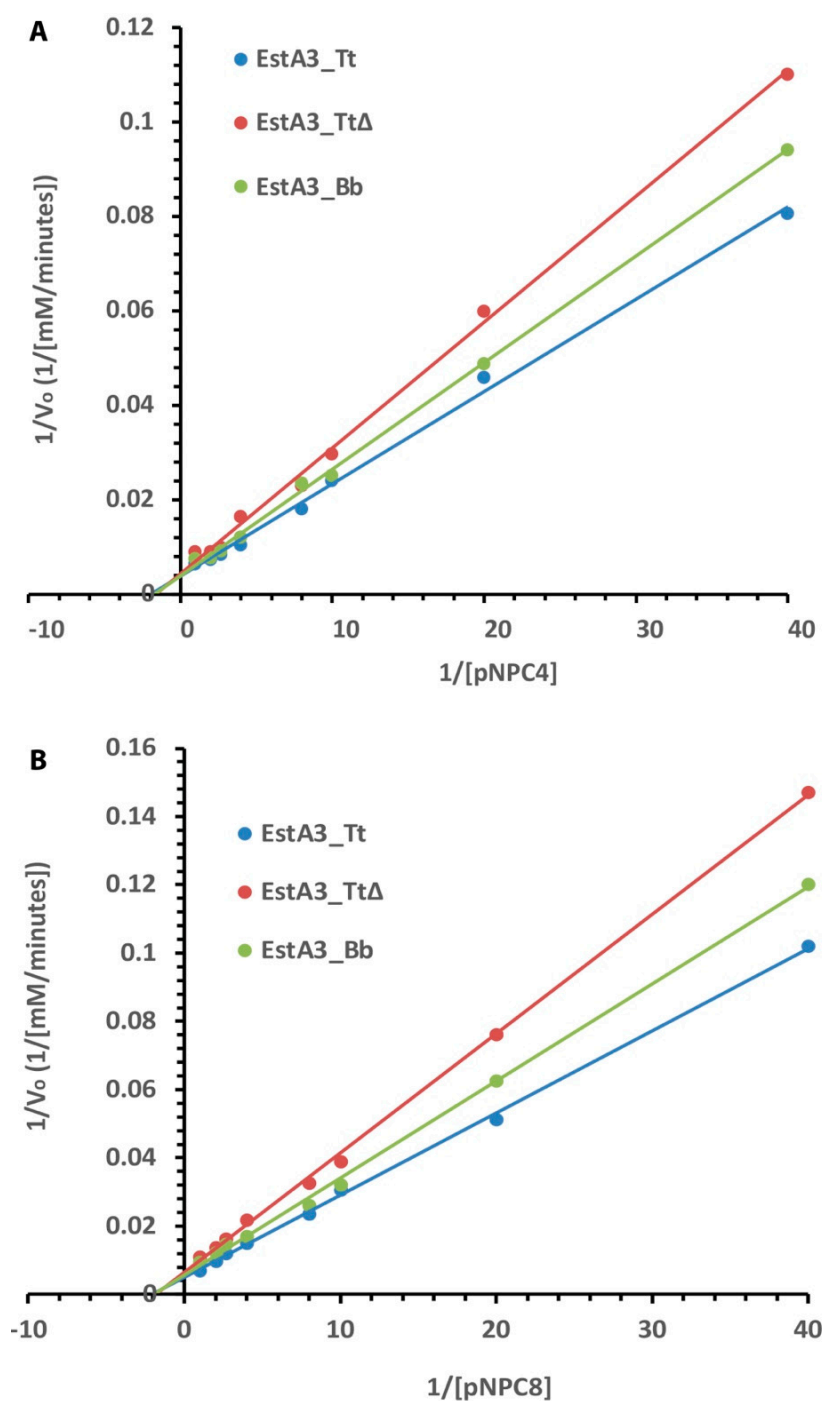 A
0.12
0.1
0.08
0.06
0.04
0.02
0
1/Vₒ (1/[mM/minutes])
EstA3_Tt
EstA3_TtΔ
EstA3_Bb
-10
0
10
20
30
40
1/[pNPC4]
B
0.16
0.14
0.12
0.1
0.08
0.06
0.04
0.02
0
1/Vₒ (1/[mM/minutes])
EstA3_Tt
EstA3_TtΔ
EstA3_Bb
-10
0
10
20
30
40
1/[pNPC8]